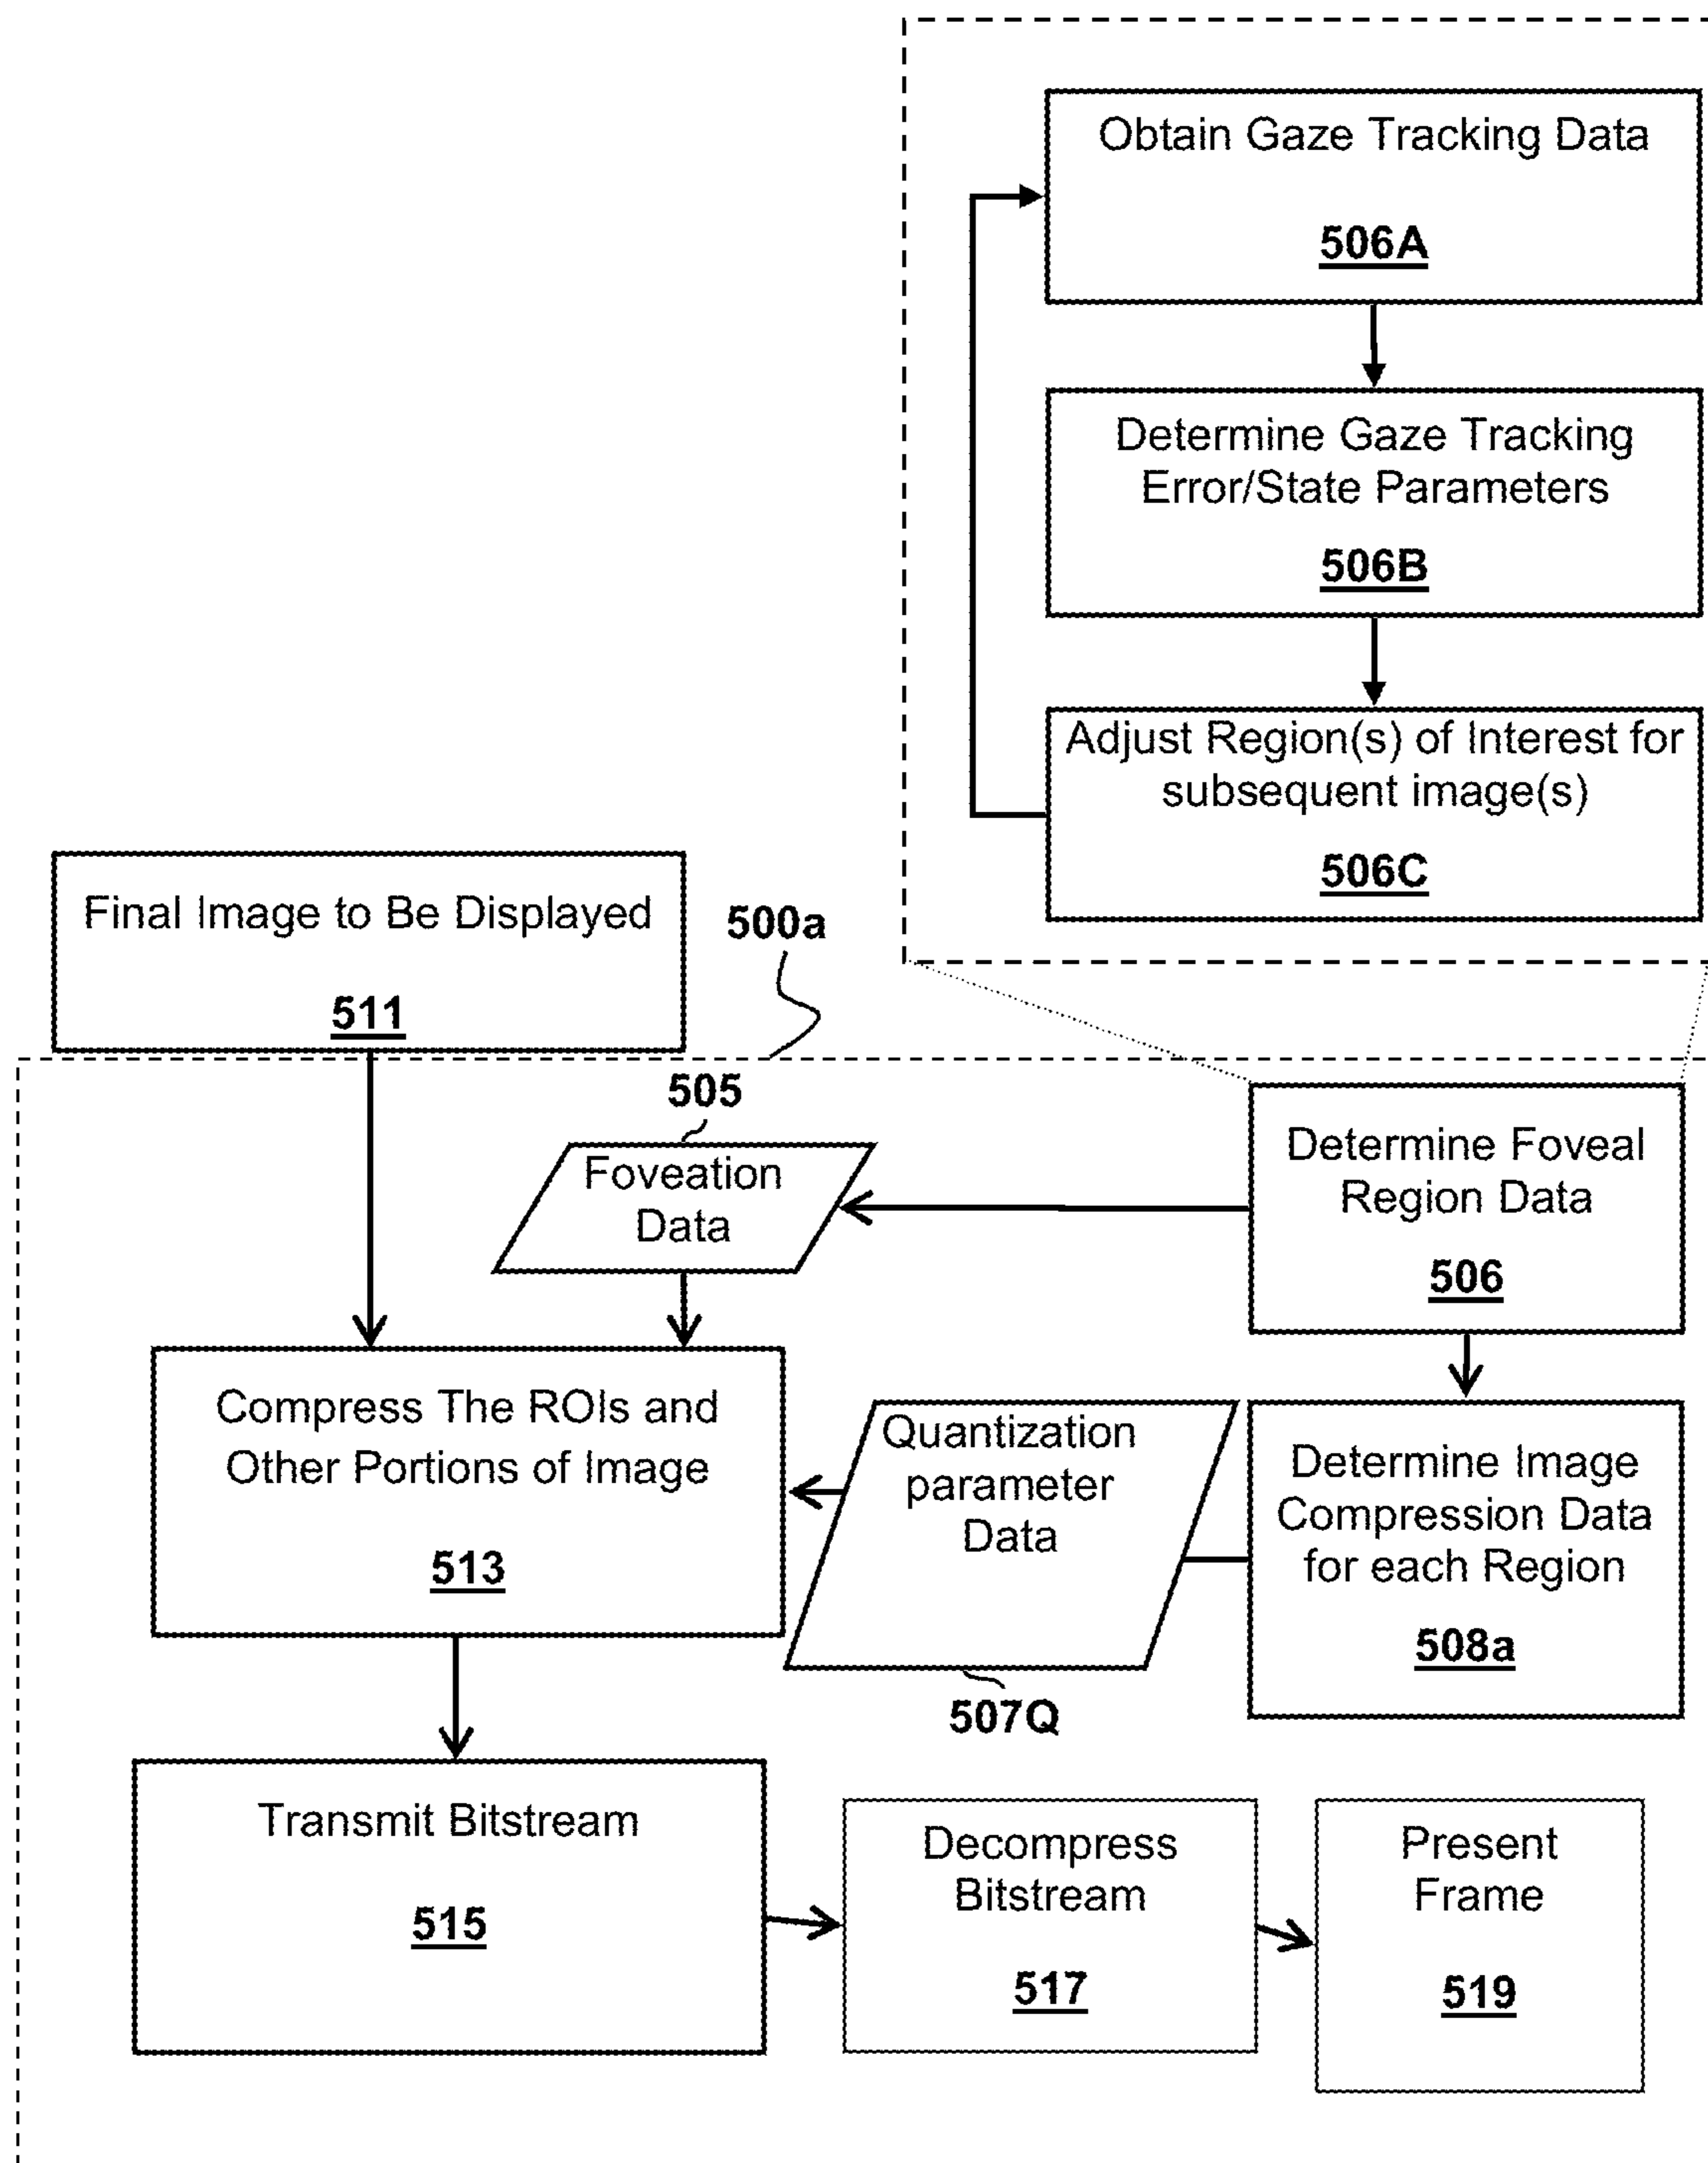 Obtain Gaze Tracking Data
506A
Determine Gaze Tracking
Error/State Parameters
506B
Adjust Region(s) of Interest for
subsequent image(s)
506C
Final Image to Be Displayed
511
500a
505
Foveation
Data
Determine Foveal
Region Data
506
Compress The ROIs and
Other Portions of Image
513
Quantization
parameter
Data
507Q
Determine Image
Compression Data
for each Region
508a
Transmit Bitstream
515
Decompress
Bitstream
517
Present
Frame
519